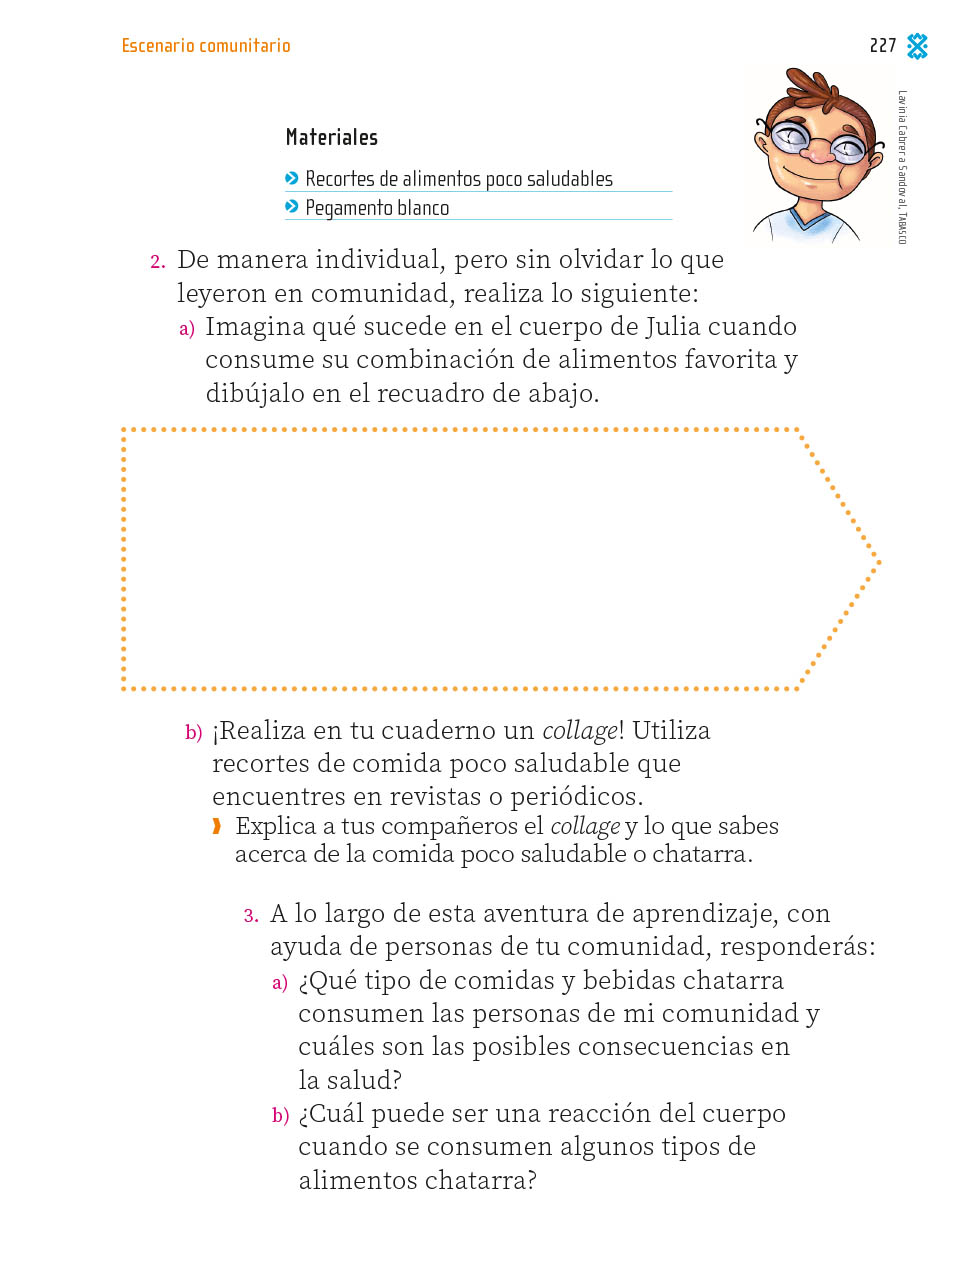 Escenario comunitario
227
Lavinia Cabrera Sandoval, TABASCO
Materiales
Recortes de alimentos poco saludables
Pegamento blanco
2. De manera individual, pero sin olvidar lo que
leyeron en comunidad, realiza lo siguiente:
a) Imagina qué sucede en el cuerpo de Julia cuando
consume su combinación de alimentos favorita y
dibújalo en el recuadro de abajo.
b) ¡Realiza en tu cuaderno un collage! Utiliza
recortes de comida poco saludable que
encuentres en revistas o periódicos.
Explica a tus compañeros el collage y lo que sabes
acerca de la comida poco saludable o chatarra.
3. A lo largo de esta aventura de aprendizaje, con
ayuda de personas de tu comunidad, responderás:
a) ¿Qué tipo de comidas y bebidas chatarra
consumen las personas de mi comunidad y
cuáles son las posibles consecuencias en
la salud?
b) ¿Cuál puede ser una reacción del cuerpo
cuando se consumen algunos tipos de
alimentos chatarra?